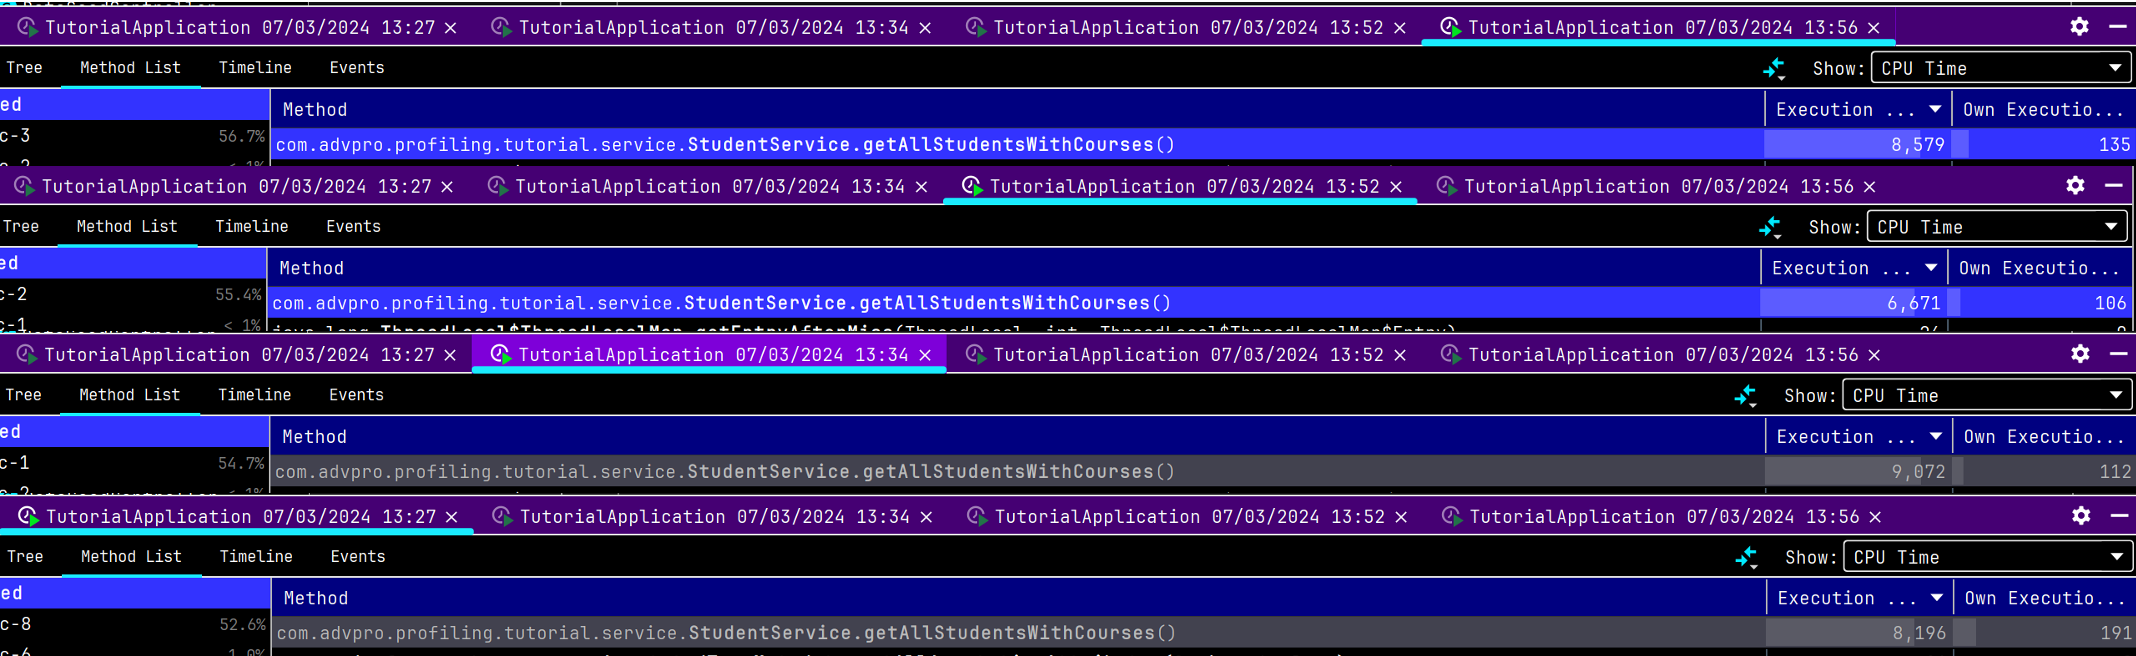 TutorialApplication 07/03/2024 13:27 × TutorialApplication 07/03/2024 13:34 × TutorialApplication 07/03/2024 13:52 × TutorialApplication 07/03/2024 13:56 ×
Tree Method List Timeline Events Show: CPU Time
ed Method Execution ... Own Executio...
c-3 56.7% com.advpro.profiling.tutorial.service.StudentService.getAllStudentsWithCourses() 8,579 135
TutorialApplication 07/03/2024 13:27 × TutorialApplication 07/03/2024 13:34 × TutorialApplication 07/03/2024 13:52 × TutorialApplication 07/03/2024 13:56 ×
Tree Method List Timeline Events Show: CPU Time
ed Method Execution ... Own Executio...
c-2 55.4% com.advpro.profiling.tutorial.service.StudentService.getAllStudentsWithCourses() 6,671 106
c-1 < 1% java.lang.ThreadLocal$ThreadLocalMap.getEntryAfterMiss(ThreadLocal, int, ThreadLocal$ThreadLocalMap$Entry)
TutorialApplication 07/03/2024 13:27 × TutorialApplication 07/03/2024 13:34 × TutorialApplication 07/03/2024 13:52 × TutorialApplication 07/03/2024 13:56 ×
Tree Method List Timeline Events Show: CPU Time
ed Method Execution ... Own Executio...
c-1 54.7% com.advpro.profiling.tutorial.service.StudentService.getAllStudentsWithCourses() 9,072 112
TutorialApplication 07/03/2024 13:27 × TutorialApplication 07/03/2024 13:34 × TutorialApplication 07/03/2024 13:52 × TutorialApplication 07/03/2024 13:56 ×
Tree Method List Timeline Events Show: CPU Time
ed Method Execution ... Own Executio...
c-8 52.6% com.advpro.profiling.tutorial.service.StudentService.getAllStudentsWithCourses() 8,196 191
c-6 1.0%